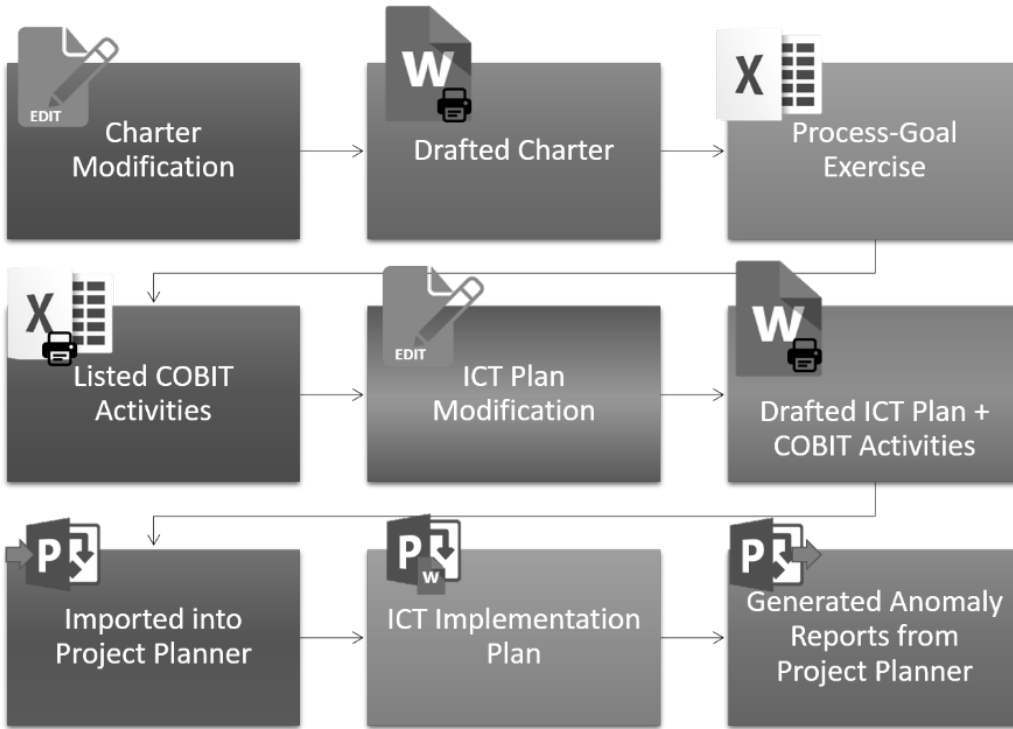 EDIT
Charter
Modification
W
Drafted Charter
X
Process-Goal
Exercise
X
Listed COBIT
Activities
EDIT
ICT Plan
Modification
W
Drafted ICT Plan +
COBIT Activities
P
Imported into
Project Planner
P
W
ICT Implementation
Plan
P
Generated Anomaly
Reports from
Project Planner